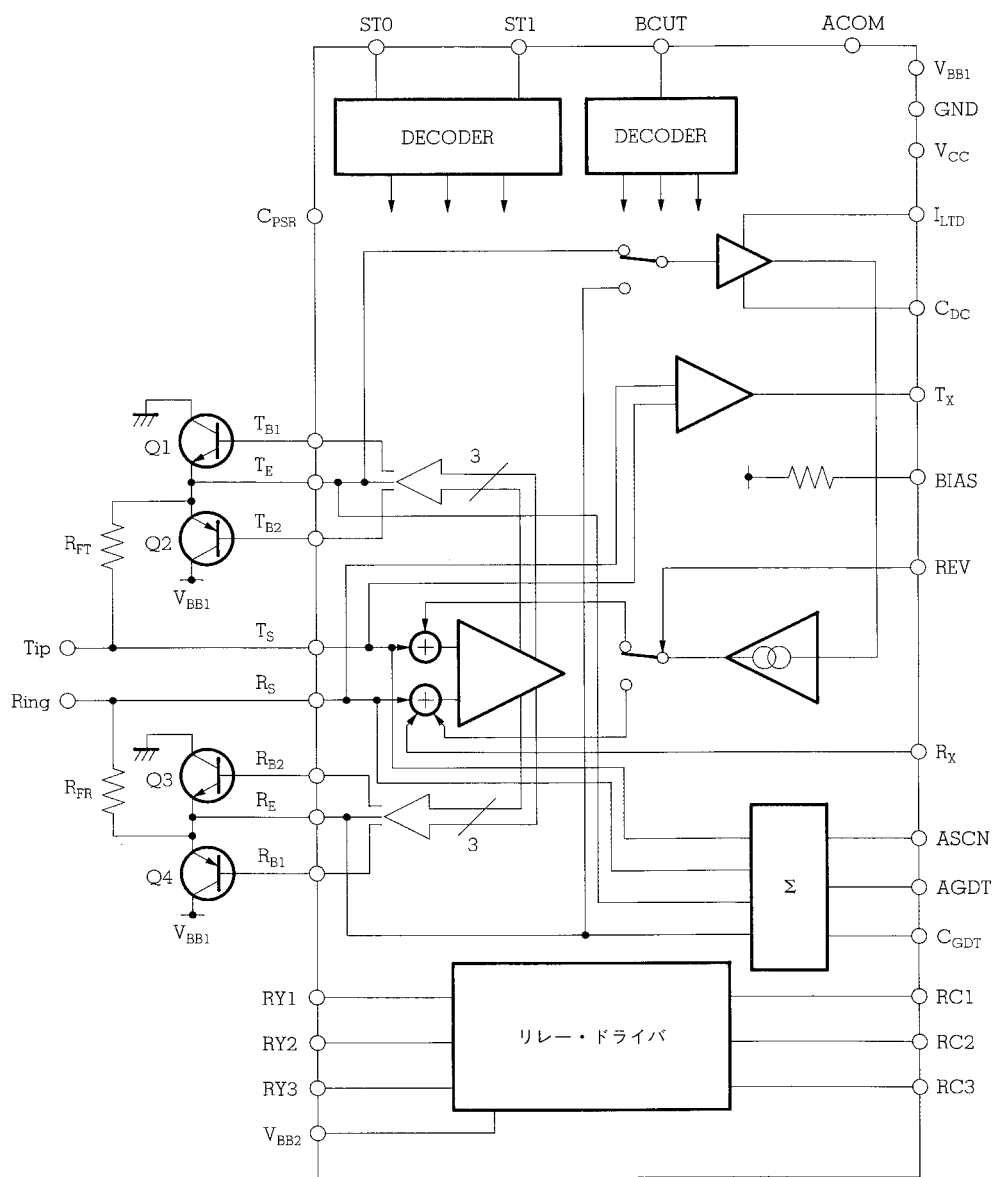 ST0
ST1
BCUT
ACOM
V_BB1
GND
V_CC
DECODER
DECODER
C_PSR
I_LTD
C_DC
T_X
Q1
T_B1
T_E
3
BIAS
R_FT
Q2
T_B2
V_BB1
REV
Tip
T_S
+
Ring
R_S
+
R_X
R_FR
Q3
R_B2
R_E
3
ASCN
Q4
R_B1
Σ
AGDT
V_BB1
C_GDT
RY1
RC1
RY2
リレー・ドライバ
RC2
RY3
RC3
V_BB2